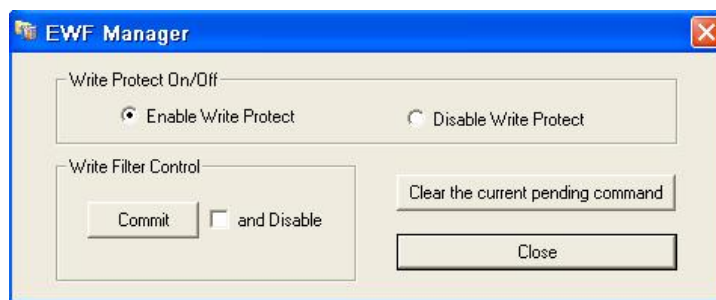 EWF Manager
Write Protect On/Off
Enable Write Protect
Disable Write Protect
Write Filter Control
Commit
and Disable
Clear the current pending command
Close